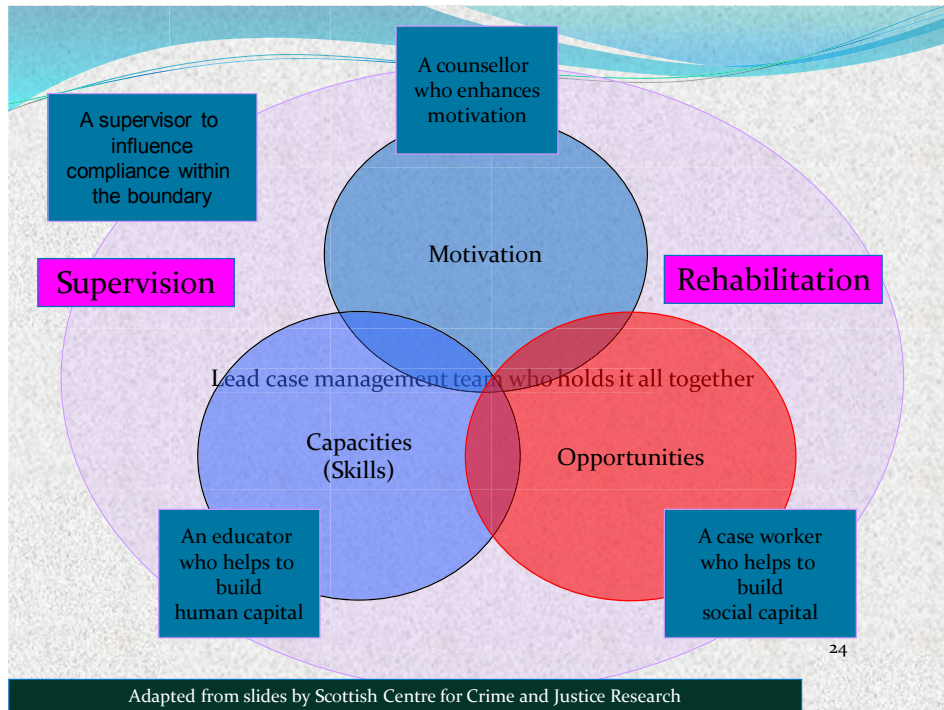 A counsellor
who enhances
motivation
A supervisor to
influence
compliance within
the boundary
Motivation
Supervision
Rehabilitation
Lead case management team who holds it all together
Capacities
(Skills)
Opportunities
An educator
who helps to
build
human capital
A case worker
who helps to
build
social capital
24
Adapted from slides by Scottish Centre for Crime and Justice Research